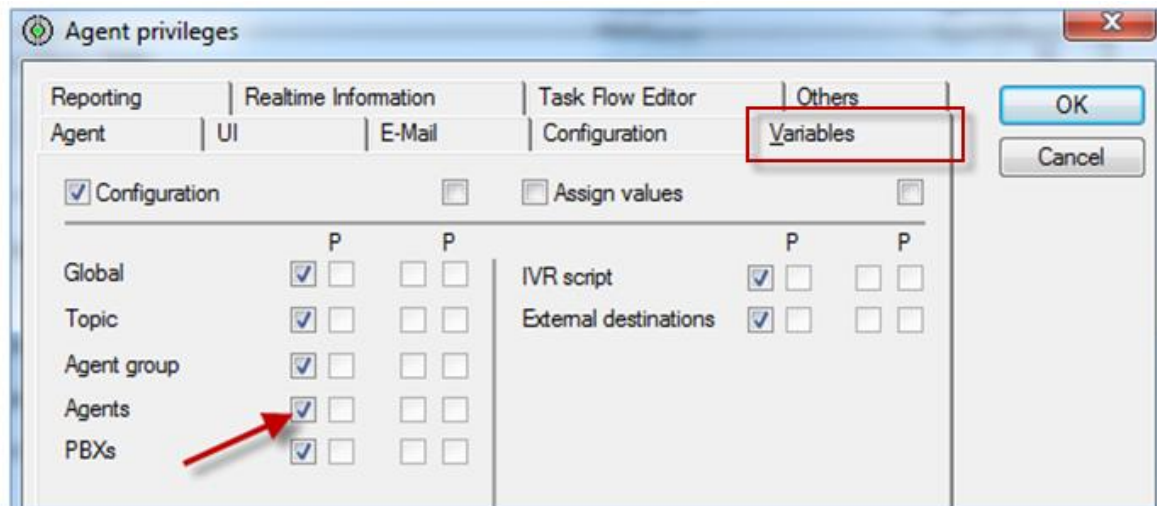 Agent privileges
Reporting Realtime Information Task Flow Editor Others
Agent UI E-Mail Configuration Variables
OK
Cancel
Configuration Assign values
P P P P
Global IVR script
Topic External destinations
Agent group
Agents
PBXs